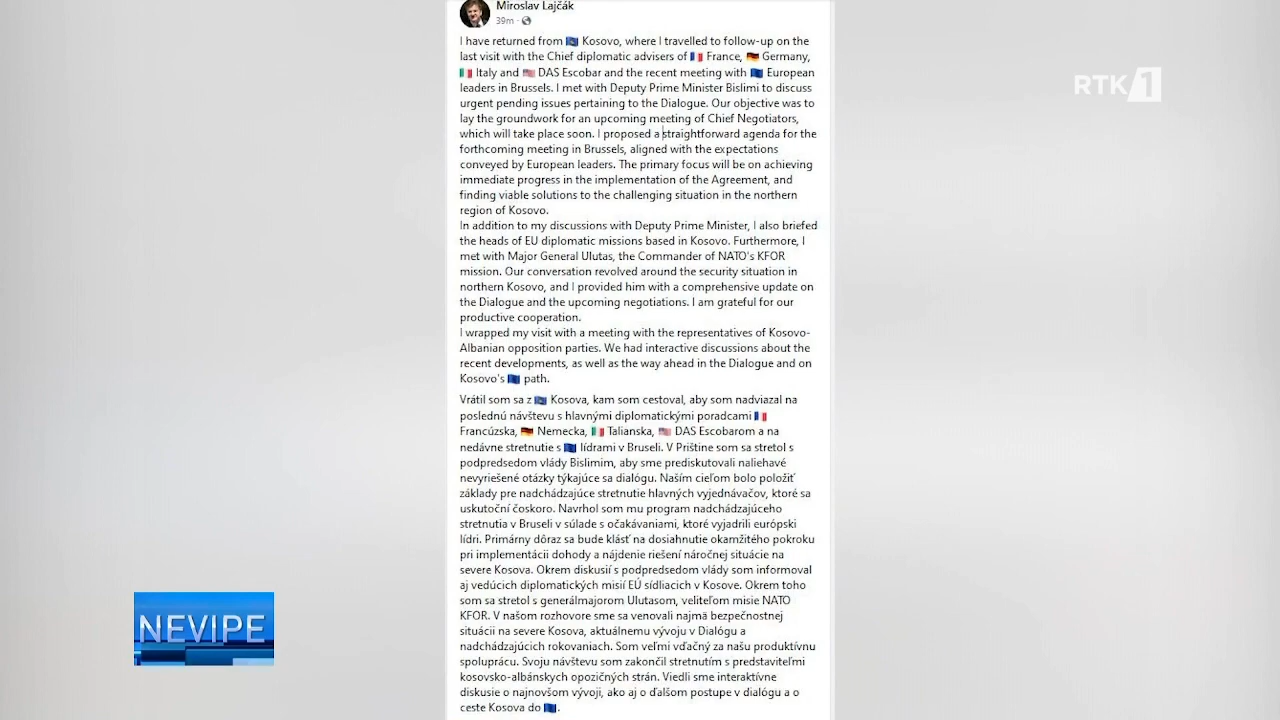 Miroslav Lajčák
39m
I have returned from 🇽🇰 Kosovo, where I travelled to follow-up on the
last visit with the Chief diplomatic advisers of 🇫🇷 France, 🇩🇪 Germany,
🇮🇹 Italy and 🇺🇸 DAS Escobar and the recent meeting with 🇪🇺 European
leaders in Brussels. I met with Deputy Prime Minister Bislimi to discuss
urgent pending issues pertaining to the Dialogue. Our objective was to
lay the groundwork for an upcoming meeting of Chief Negotiators,
which will take place soon. I proposed a straightforward agenda for the
forthcoming meeting in Brussels, aligned with the expectations
conveyed by European leaders. The primary focus will be on achieving
immediate progress in the implementation of the Agreement, and
finding viable solutions to the challenging situation in the northern
region of Kosovo.
In addition to my discussions with Deputy Prime Minister, I also briefed
the heads of EU diplomatic missions based in Kosovo. Furthermore, I
met with Major General Ulutas, the Commander of NATO's KFOR
mission. Our conversation revolved around the security situation in
northern Kosovo, and I provided him with a comprehensive update on
the Dialogue and the upcoming negotiations. I am grateful for our
productive cooperation.
I wrapped my visit with a meeting with the representatives of Kosovo-
Albanian opposition parties. We had interactive discussions about the
recent developments, as well as the way ahead in the Dialogue and on
Kosovo's 🇪🇺 path.
Vrátil som sa z 🇽🇰 Kosova, kam som cestoval, aby som nadviazal na
poslednú návštevu s hlavnými diplomatickými poradcami 🇫🇷
Francúzska, 🇩🇪 Nemecka, 🇮🇹 Talianska, 🇺🇸 DAS Escobarom a na
nedávne stretnutie s 🇪🇺 lídrami v Bruseli. V Prištine som sa stretol s
podpredsedom vlády Bislimim, aby sme prediskutovali naliehavé
nevyriešené otázky týkajúce sa dialógu. Naším cieľom bolo položiť
základy pre nadchádzajúce stretnutie hlavných vyjednávačov, ktoré sa
uskutoční čoskoro. Navrhol som mu program nadchádzajúceho
stretnutia v Bruseli v súlade s očakávaniami, ktoré vyjadrili európski
lídri. Primárny dôraz sa bude klásť na dosiahnutie okamžitého pokroku
pri implementácii dohody a nájdenie riešení náročnej situácie na
severe Kosova. Okrem diskusií s podpredsedom vlády som informoval
aj vedúcich diplomatických misií EÚ sídliacich v Kosove. Okrem toho
som sa stretol s generálmajorom Ulutasom, veliteľom misie NATO
KFOR. V našom rozhovore sme sa venovali najmä bezpečnostnej
situácii na severe Kosova, aktuálnemu vývoju v Dialógu a
nadchádzajúcich rokovaniach. Som veľmi vďačný za našu produktívnu
spoluprácu. Svoju návštevu som zakončil stretnutím s predstaviteľmi
kosovsko-albánskych opozičných strán. Viedli sme interaktívne
diskusie o najnovšom vývoji, ako aj o ďalšom postupe v dialógu a o
ceste Kosova do 🇪🇺.
RTK 1
NEVIPE